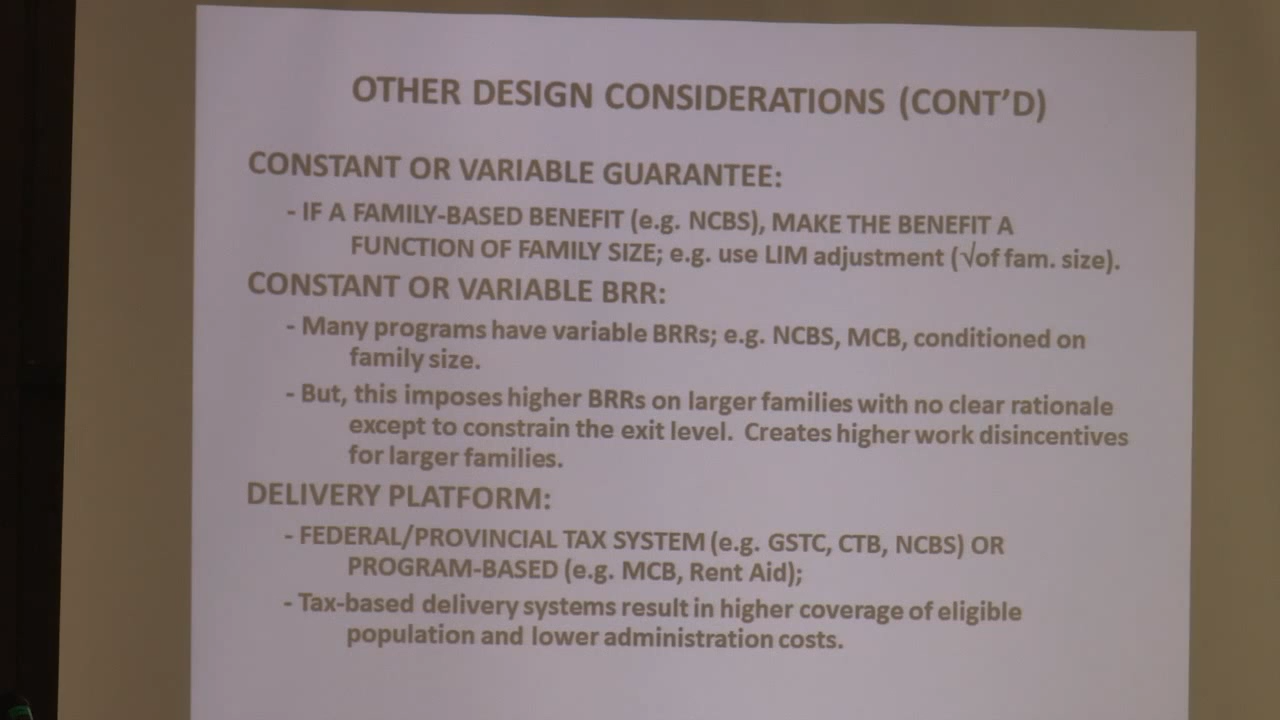 OTHER DESIGN CONSIDERATIONS (CONT'D)
CONSTANT OR VARIABLE GUARANTEE:
- IF A FAMILY-BASED BENEFIT (e.g. NCBS), MAKE THE BENEFIT A
FUNCTION OF FAMILY SIZE; e.g. use LIM adjustment (√of fam. size).
CONSTANT OR VARIABLE BRR:
- Many programs have variable BRRs; e.g. NCBS, MCB, conditioned on
family size.
- But, this imposes higher BRRs on larger families with no clear rationale
except to constrain the exit level. Creates higher work disincentives
for larger families.
DELIVERY PLATFORM:
- FEDERAL/PROVINCIAL TAX SYSTEM (e.g. GSTC, CTB, NCBS) OR
PROGRAM-BASED (e.g. MCB, Rent Aid);
- Tax-based delivery systems result in higher coverage of eligible
population and lower administration costs.